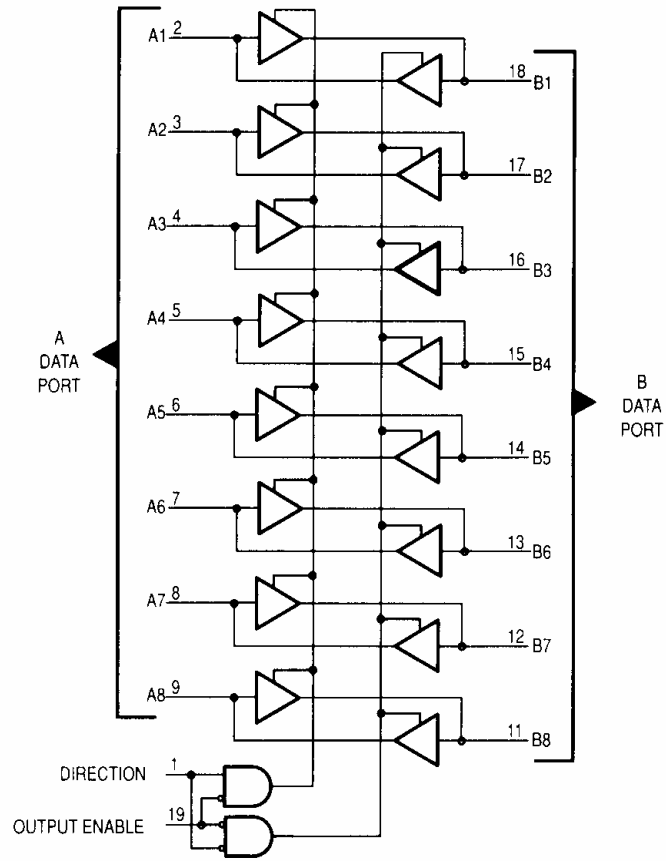 A1 2
18 B1
A2 3
17 B2
A3 4
16 B3
A4 5
15 B4
A
DATA
PORT
B
DATA
PORT
A5 6
14 B5
A6 7
13 B6
A7 8
12 B7
A8 9
11 B8
DIRECTION 1
OUTPUT ENABLE 19